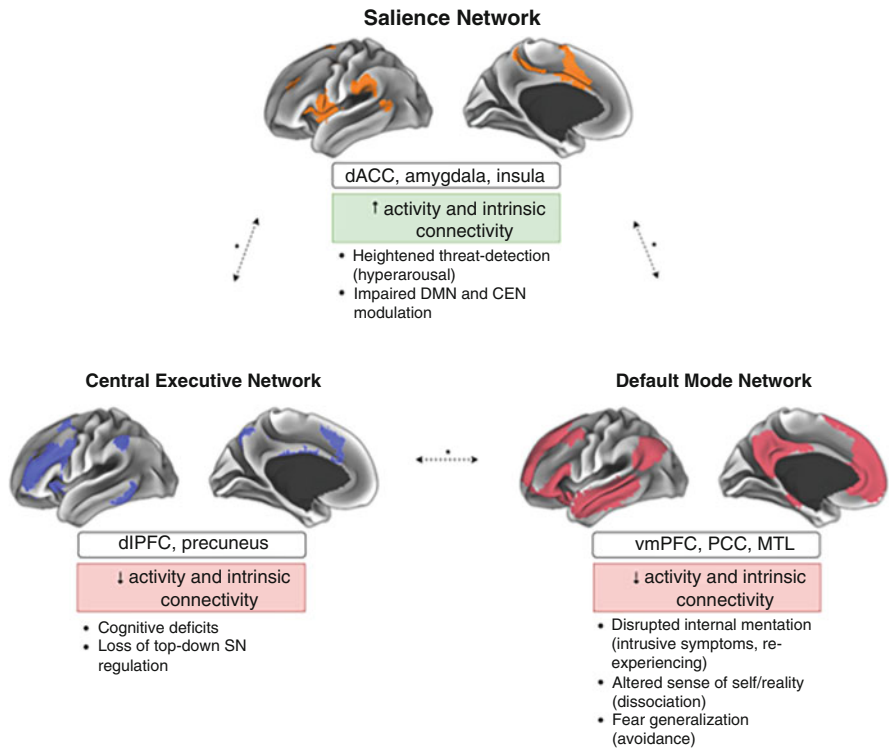 Salience Network
dACC, amygdala, insula
↑ activity and intrinsic
connectivity
• Heightened threat-detection
(hyperarousal)
• Impaired DMN and CEN
modulation
Central Executive Network
dlPFC, precuneus
↓ activity and intrinsic
connectivity
• Cognitive deficits
• Loss of top-down SN
regulation
Default Mode Network
vmPFC, PCC, MTL
↓ activity and intrinsic
connectivity
• Disrupted internal mentation
(intrusive symptoms, re-
experiencing)
• Altered sense of self/reality
(dissociation)
• Fear generalization
(avoidance)